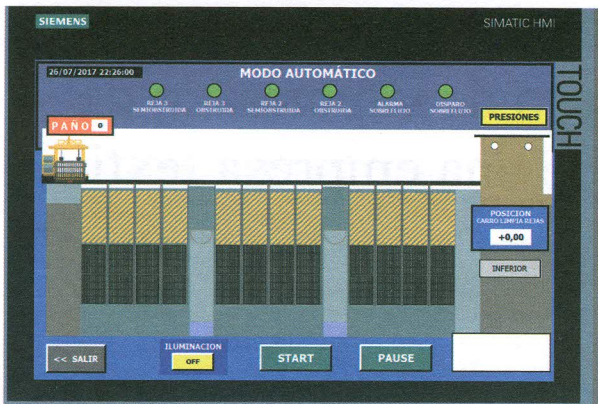 SIEMENS
SIMATIC HMI
TOUCH
26/07/2017 22:26:00
MODO AUTOMÁTICO
REJA 3 SEMIOBSTRUIDA
REJA 3 OBSTRUIDA
REJA 2 SEMIOBSTRUIDA
REJA 2 OBSTRUIDA
ALARMA SOBREFLUJO
DISPARO SOBREFLUJO
PRESIONES
PAÑO 0
POSICION
CARRO LIMPIA REJAS
+0,00
INFERIOR
<< SALIR
ILUMINACION
OFF
START
PAUSE